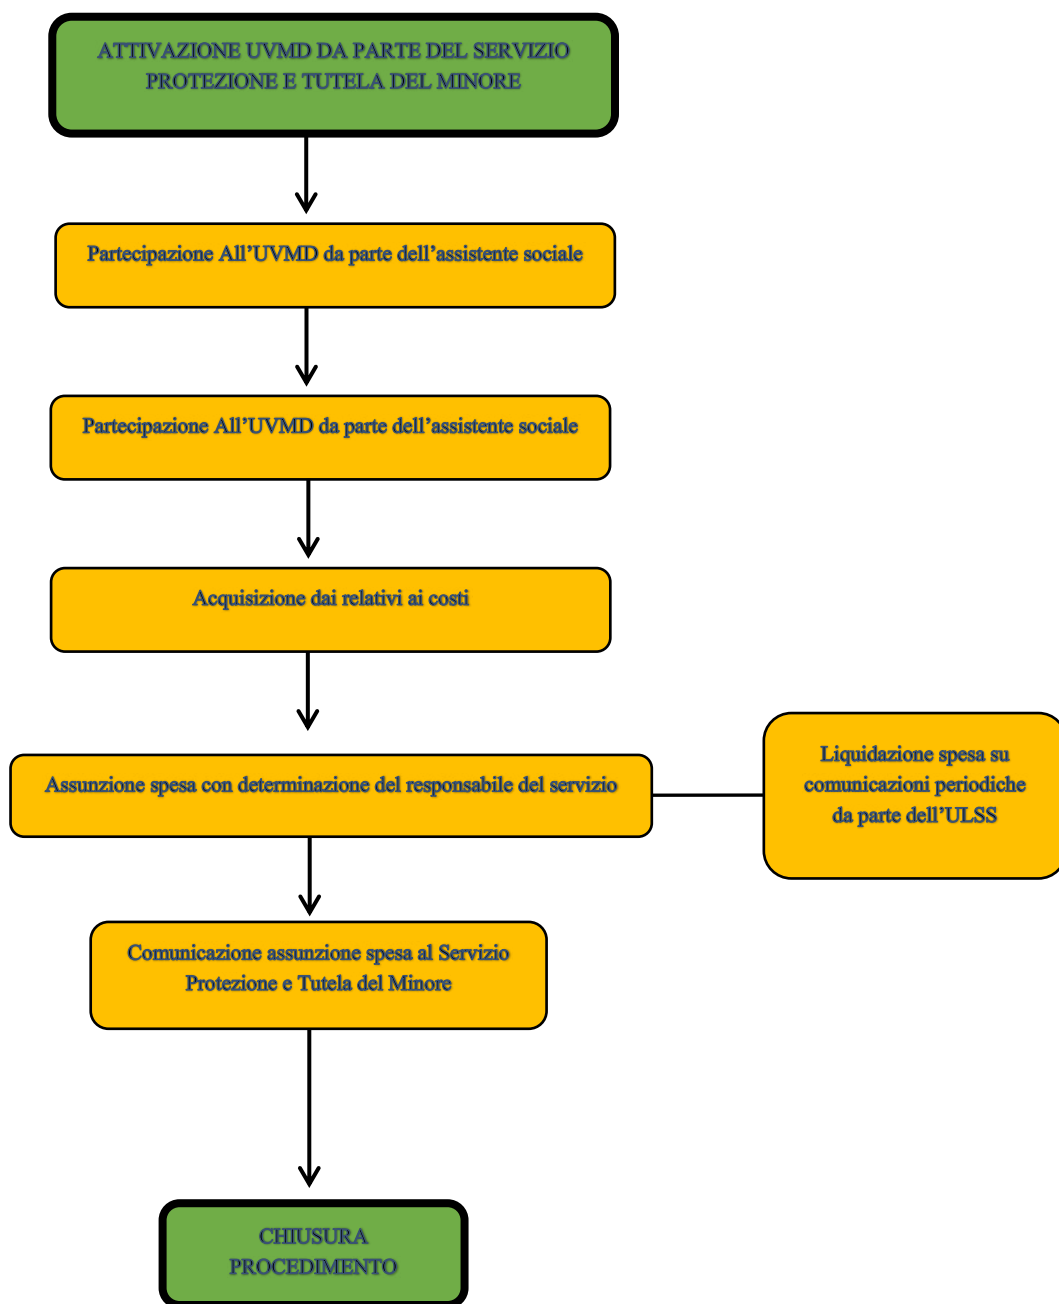 ATTIVAZIONE UVMD DA PARTE DEL SERVIZIO
PROTEZIONE E TUTELA DEL MINORE
Partecipazione All’UVMD da parte dell’assistente sociale
Partecipazione All’UVMD da parte dell’assistente sociale
Acquisizione dai relativi ai costi
Assunzione spesa con determinazione del responsabile del servizio
Liquidazione spesa su
comunicazioni periodiche
da parte dell’ULSS
Comunicazione assunzione spesa al Servizio
Protezione e Tutela del Minore
CHIUSURA
PROCEDIMENTO